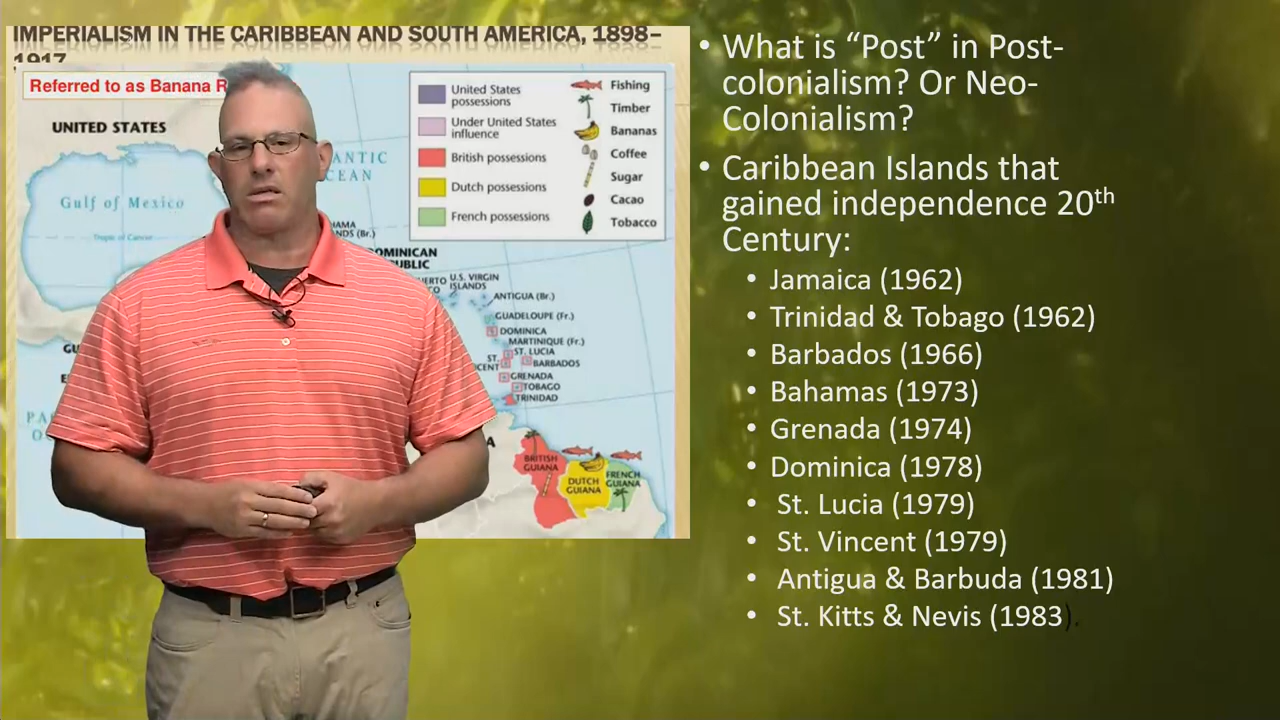 IMPERIALISM IN THE CARIBBEAN AND SOUTH AMERICA, 1898–
1917
Referred to as Banana R
UNITED STATES
Gulf of Mexico
Tropic of Cancer
United States
possessions
Under United States
influence
British possessions
Dutch possessions
French possessions
Fishing
Timber
Bananas
Coffee
Sugar
Cacao
Tobacco
U.S. VIRGIN
ISLANDS
ANTIGUA (Br.)
GUADELOUPE (Fr.)
DOMINICA
MARTINIQUE (Fr.)
ST. LUCIA
BARBADOS
GRENADA
TOBAGO
TRINIDAD
BRITISH
GUIANA
DUTCH
GUIANA
FRENCH
GUIANA
• What is “Post” in Post-
colonialism? Or Neo-
Colonialism?
• Caribbean Islands that
gained independence 20th
Century:
• Jamaica (1962)
• Trinidad & Tobago (1962)
• Barbados (1966)
• Bahamas (1973)
• Grenada (1974)
• Dominica (1978)
• St. Lucia (1979)
• St. Vincent (1979)
• Antigua & Barbuda (1981)
• St. Kitts & Nevis (1983).